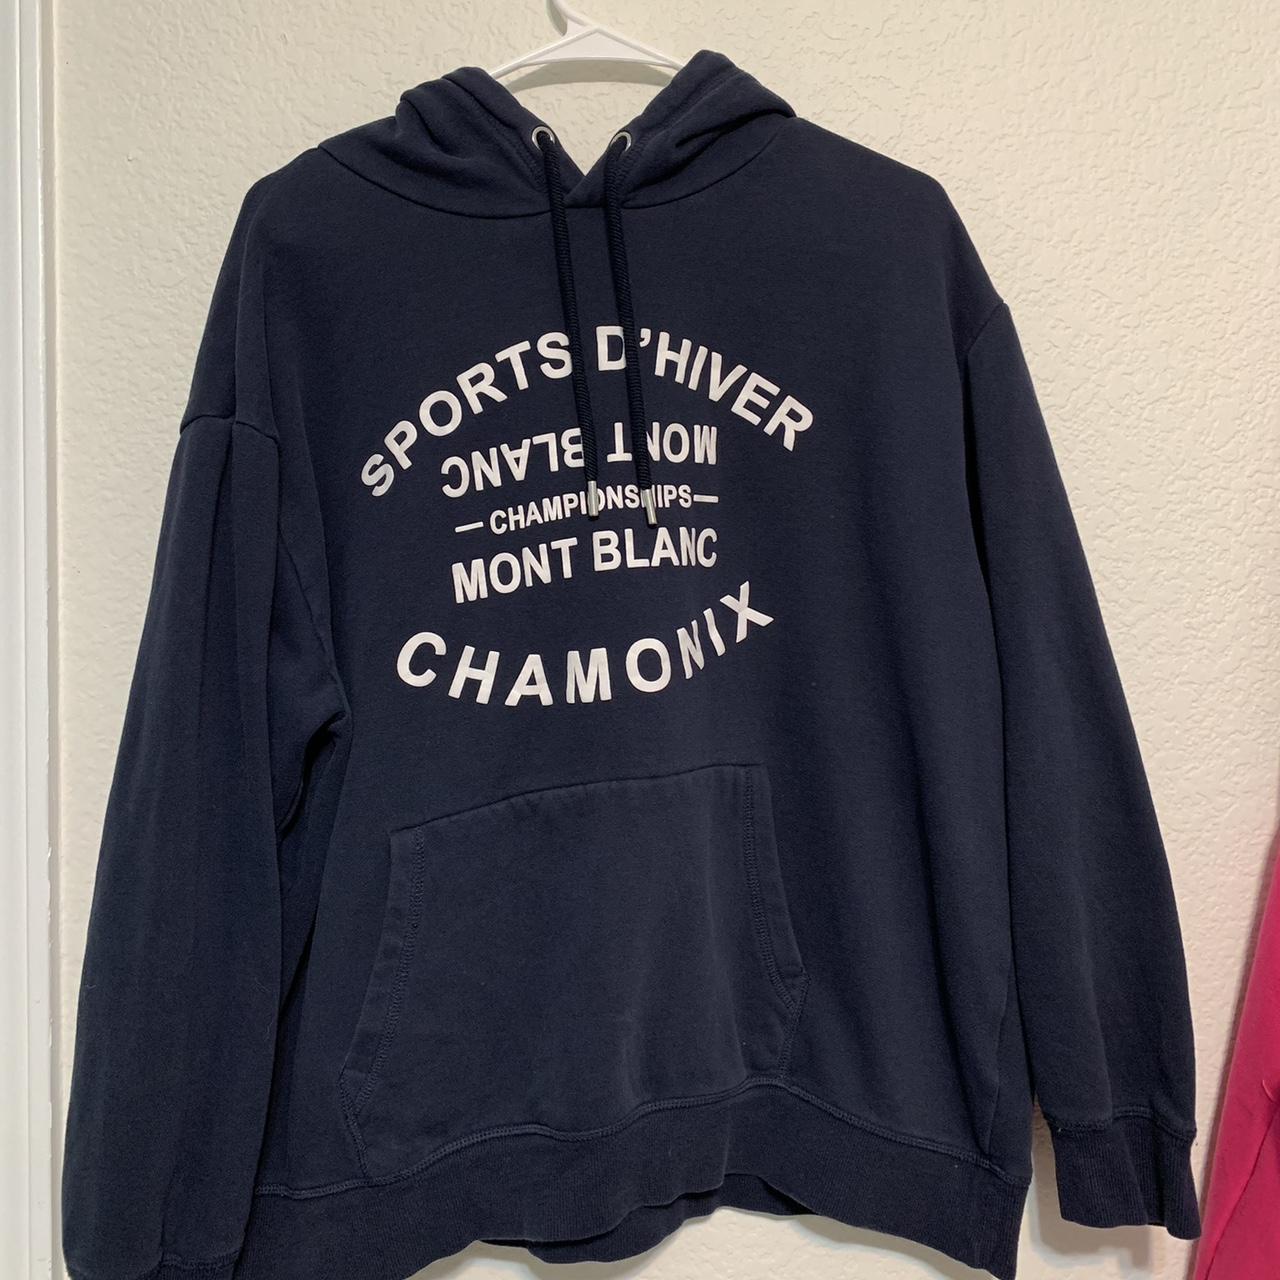 SPORTS D'HIVER
MONT BLANC
— CHAMPIONSHIPS —
MONT BLANC
CHAMONIX